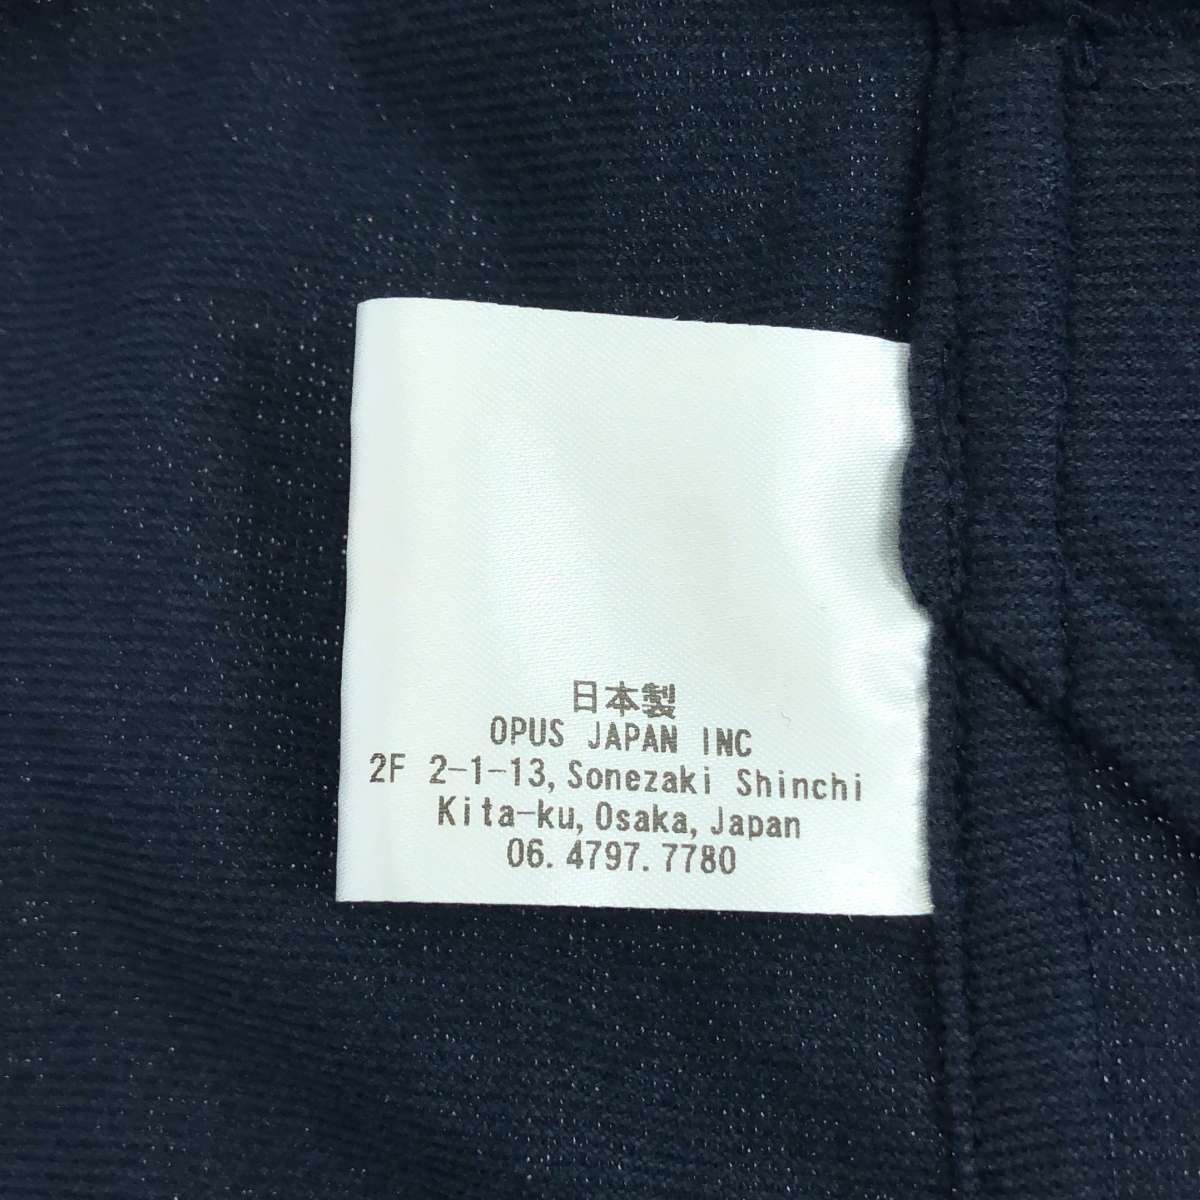 日本製
OPUS JAPAN INC
2F 2-1-13, Sonezaki Shinchi
Kita-ku, Osaka, Japan
06. 4797. 7780